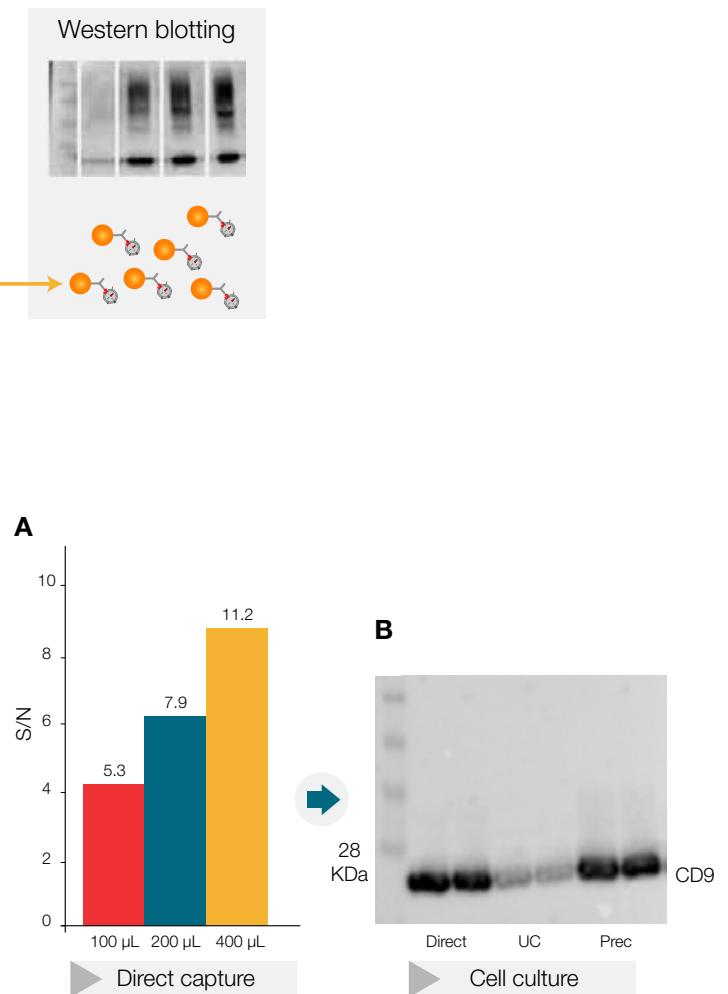 Western blotting
A
10
8
6
4
2
0
S/N
5.3
7.9
11.2
100 µL 200 µL 400 µL
Direct capture
B
28
KDa
CD9
Direct UC Prec
Cell culture